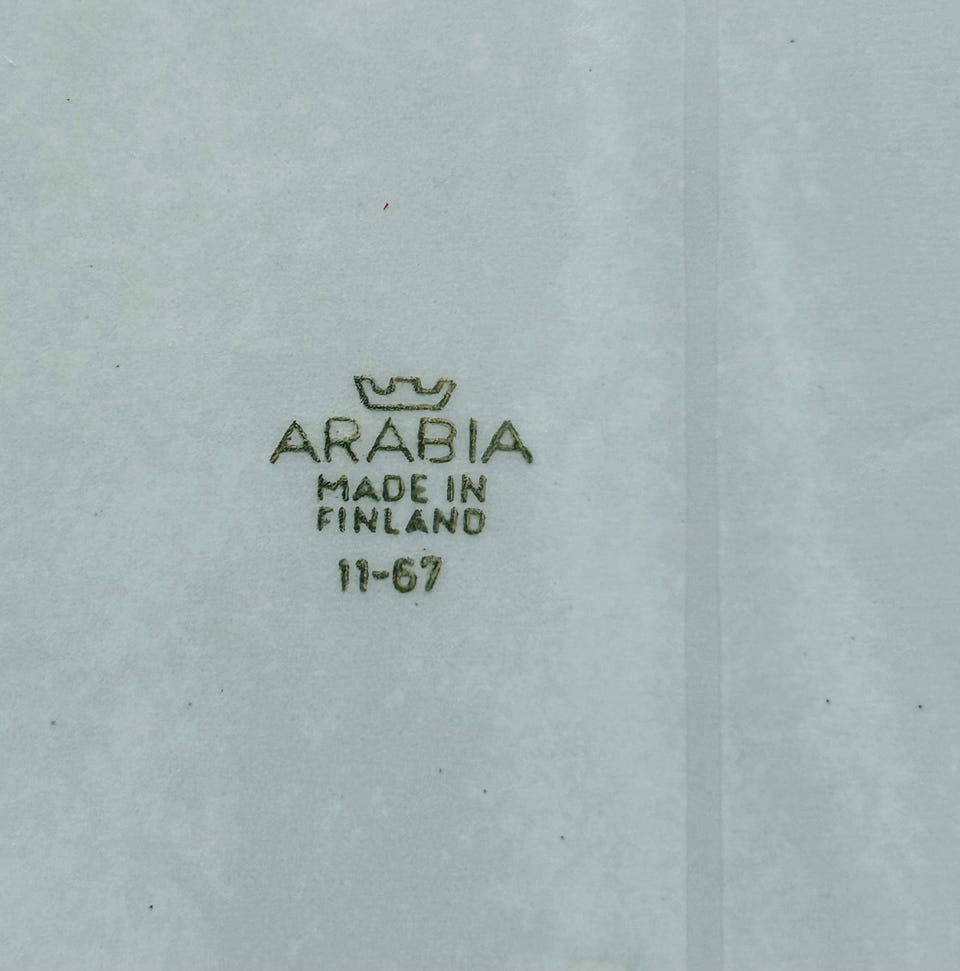 ARABIA
MADE IN
FINLAND
11-67